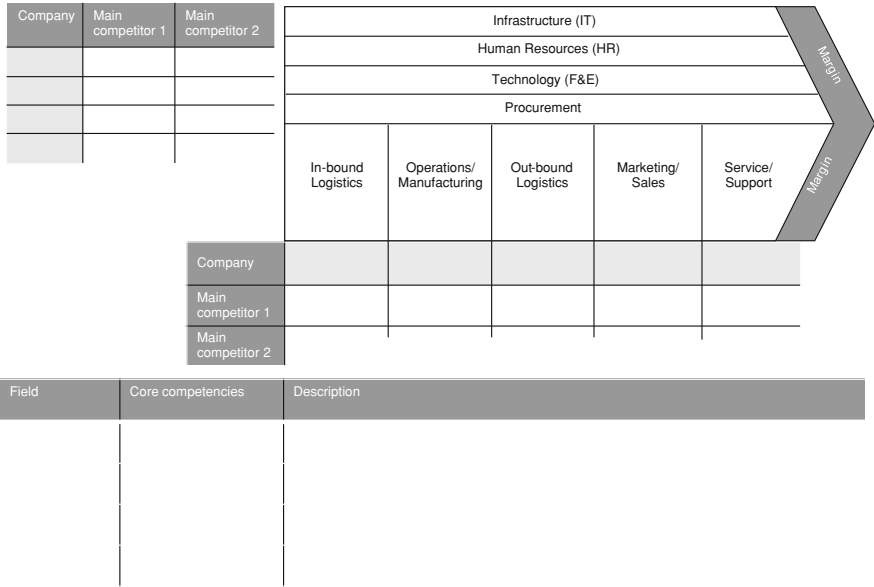 Company
Main
competitor 1
Main
competitor 2
Infrastructure (IT)
Human Resources (HR)
Technology (F&E)
Procurement
Margin
Margin
In-bound
Logistics
Operations/
Manufacturing
Out-bound
Logistics
Marketing/
Sales
Service/
Support
Company
Main
competitor 1
Main
competitor 2
Field
Core competencies
Description